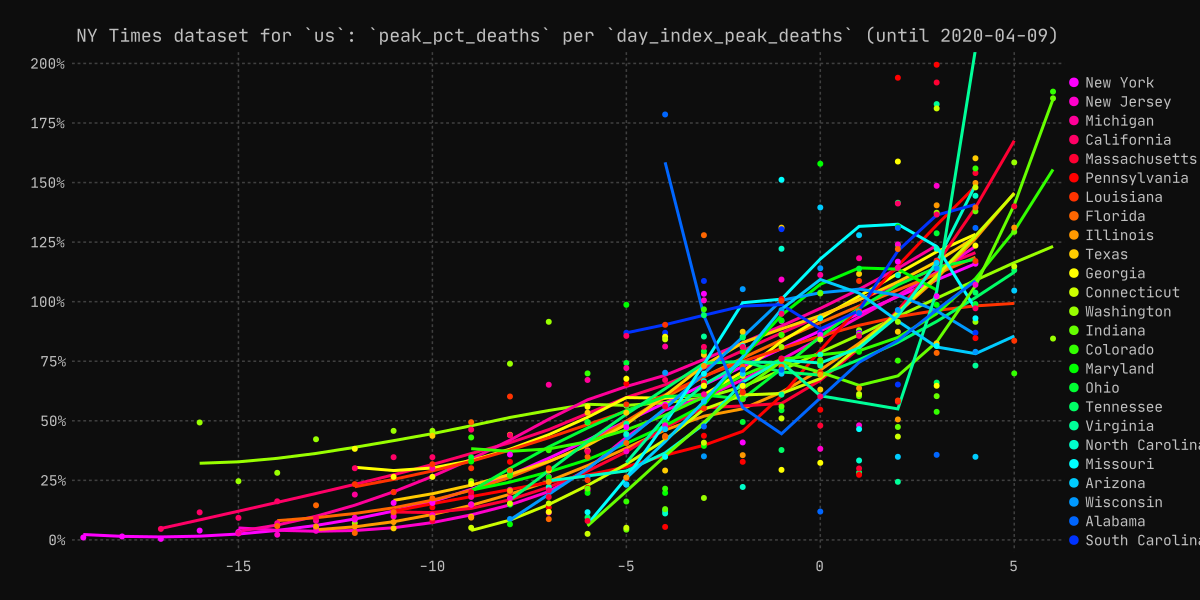 NY Times dataset for `us`: `peak_pct_deaths` per `day_index_peak_deaths` (until 2020-04-09)
200%
175%
150%
125%
100%
75%
50%
25%
0%
-15
-10
-5
0
5
New York
New Jersey
Michigan
California
Massachusetts
Pennsylvania
Louisiana
Florida
Illinois
Texas
Georgia
Connecticut
Washington
Indiana
Colorado
Maryland
Ohio
Tennessee
Virginia
North Carolina
Missouri
Arizona
Wisconsin
Alabama
South Carolina